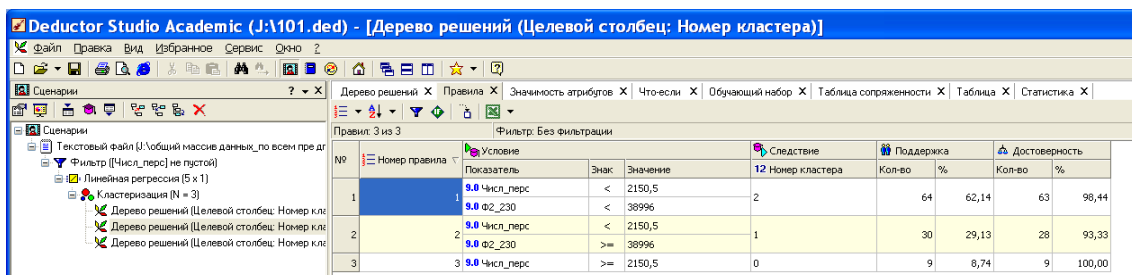 Deductor Studio Academic (J:\101.ded) - [Дерево решений (Целевой столбец: Номер кластера)]
Файл Правка Вид Избранное Сервис Окно ?
Сценарии ? X
Дерево решений X Правила X Значимость атрибутов X Что-если X Обучающий набор X Таблица сопряженности X Таблица X Статистика X
Сценарии
Текстовый файл (J:\общий массив данных_по всем пре дг
Фильтр ([Числ_перс] не пустой)
Линейная регрессия (5 x 1)
Кластеризация (N = 3)
Дерево решений (Целевой столбец: Номер кла
Дерево решений (Целевой столбец: Номер кла
Дерево решений (Целевой столбец: Номер кла
Правил: 3 из 3 Фильтр: Без фильтрации
№ Номер правила Условие Следствие Поддержка Достоверность
Показатель Знак Значение 12 Номер кластера Кол-во % Кол-во %
1 1 9.0 Числ_перс < 2150,5 2 64 62,14 63 98,44
9.0 Ф2_230 < 38996
2 2 9.0 Числ_перс < 2150,5 1 30 29,13 28 93,33
9.0 Ф2_230 >= 38996
3 3 9.0 Числ_перс >= 2150,5 0 9 8,74 9 100,00